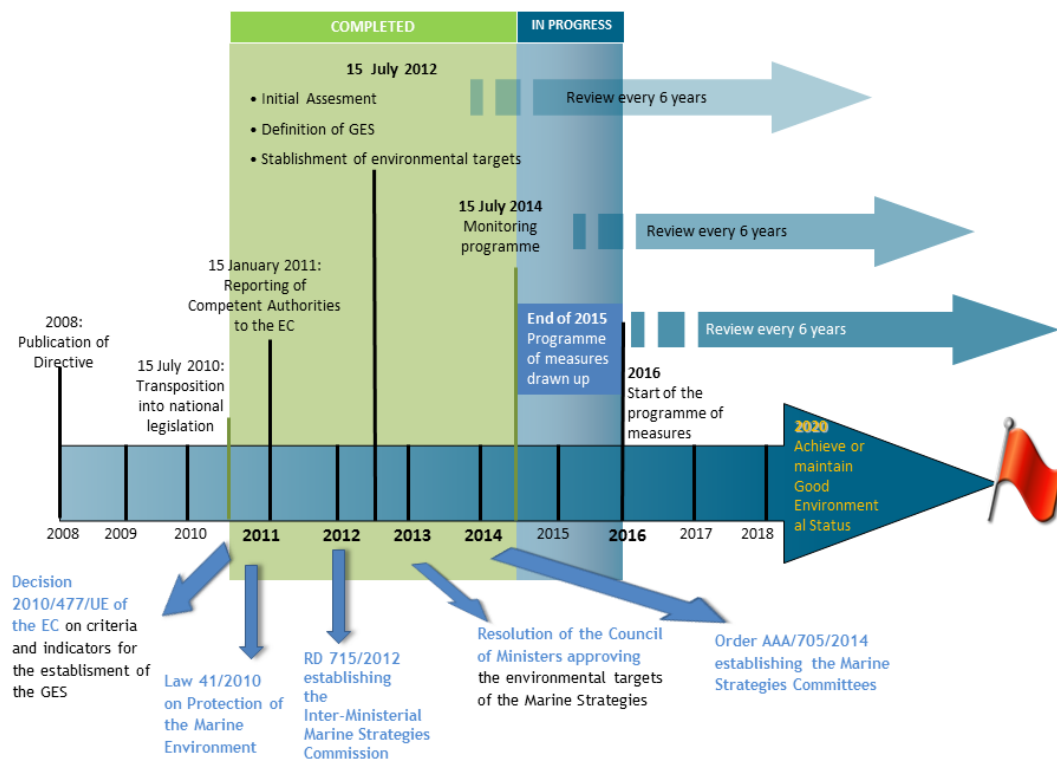 COMPLETED
IN PROGRESS
15 July 2012
• Initial Assesment
• Definition of GES
• Stablishment of environmental targets
Review every 6 years
15 July 2014
Monitoring
programme
Review every 6 years
15 January 2011:
Reporting of
Competent Authorities
to the EC
2008:
Publication of
Directive
15 July 2010:
Transposition
into national
legislation
End of 2015
Programme
of measures
drawn up
Review every 6 years
2016
Start of the
programme of
measures
2020
Achieve or
maintain
Good
Environment
al Status
2008
2009
2010
2011
2012
2013
2014
2015
2016
2017
2018
Decision
2010/477/UE of
the EC on criteria
and indicators for
the establisment of
the GES
Law 41/2010
on Protection of
the Marine
Environment
RD 715/2012
establishing
the
Inter-Ministerial
Marine Strategies
Commission
Resolution of the Council
of Ministers approving
the environmental targets
of the Marine Strategies
Order AAA/705/2014
establishing the Marine
Strategies Committees